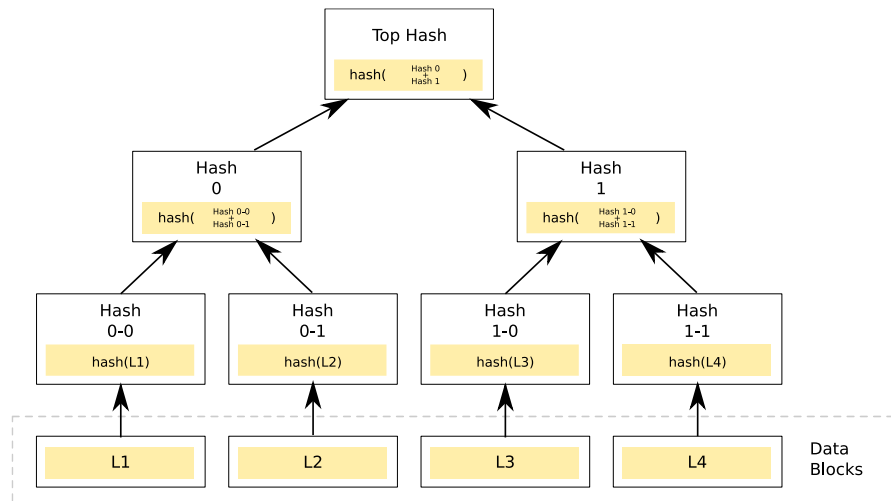 Top Hash
hash( Hash 0 + Hash 1 )
Hash
0
hash( Hash 0-0 + Hash 0-1 )
Hash
1
hash( Hash 1-0 + Hash 1-1 )
Hash
0-0
hash(L1)
Hash
0-1
hash(L2)
Hash
1-0
hash(L3)
Hash
1-1
hash(L4)
L1
L2
L3
L4
Data
Blocks